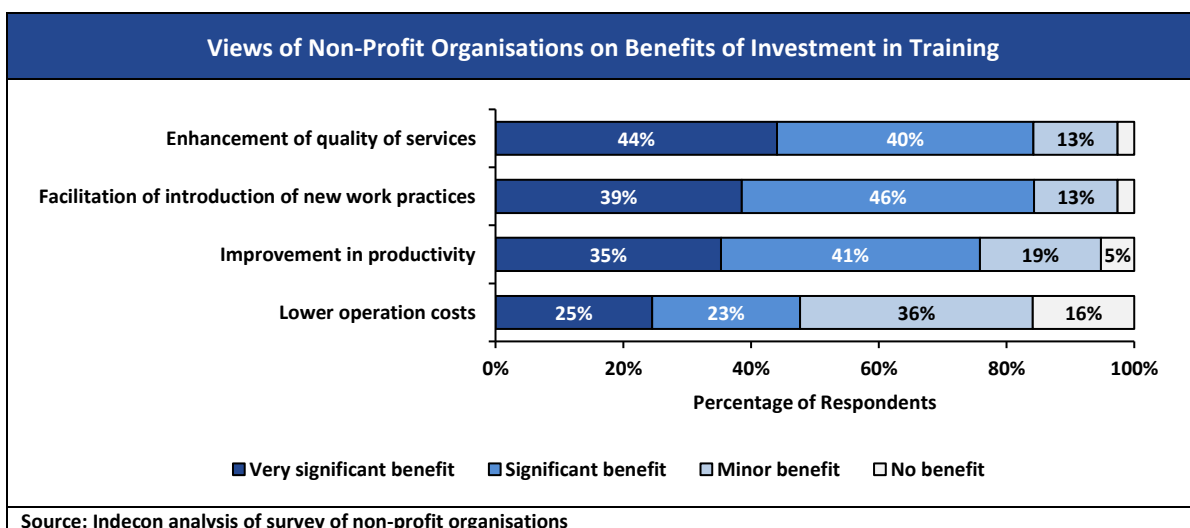 Views of Non-Profit Organisations on Benefits of Investment in Training
Enhancement of quality of services
44% 40% 13%
Facilitation of introduction of new work practices
39% 46% 13%
Improvement in productivity
35% 41% 19% 5%
Lower operation costs
25% 23% 36% 16%
0% 20% 40% 60% 80% 100%
Percentage of Respondents
Very significant benefit Significant benefit Minor benefit No benefit
Source: Indecon analysis of survey of non-profit organisations